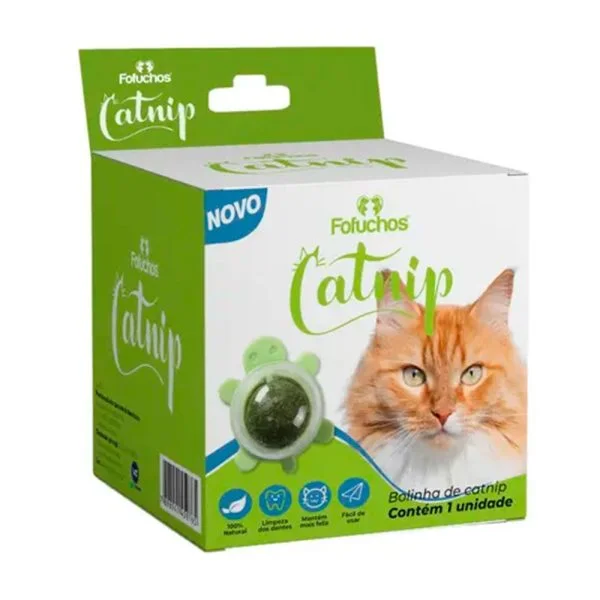 Fofuchos
Catnip
Catnip
NOVO
Fofuchos
Catnip
Fofuchos
Catnip
100%
Natural
Limpeza
dos dentes
Mantém
mais feliz
Fácil de
usar
Bolinha de catnip
Contém 1 unidade